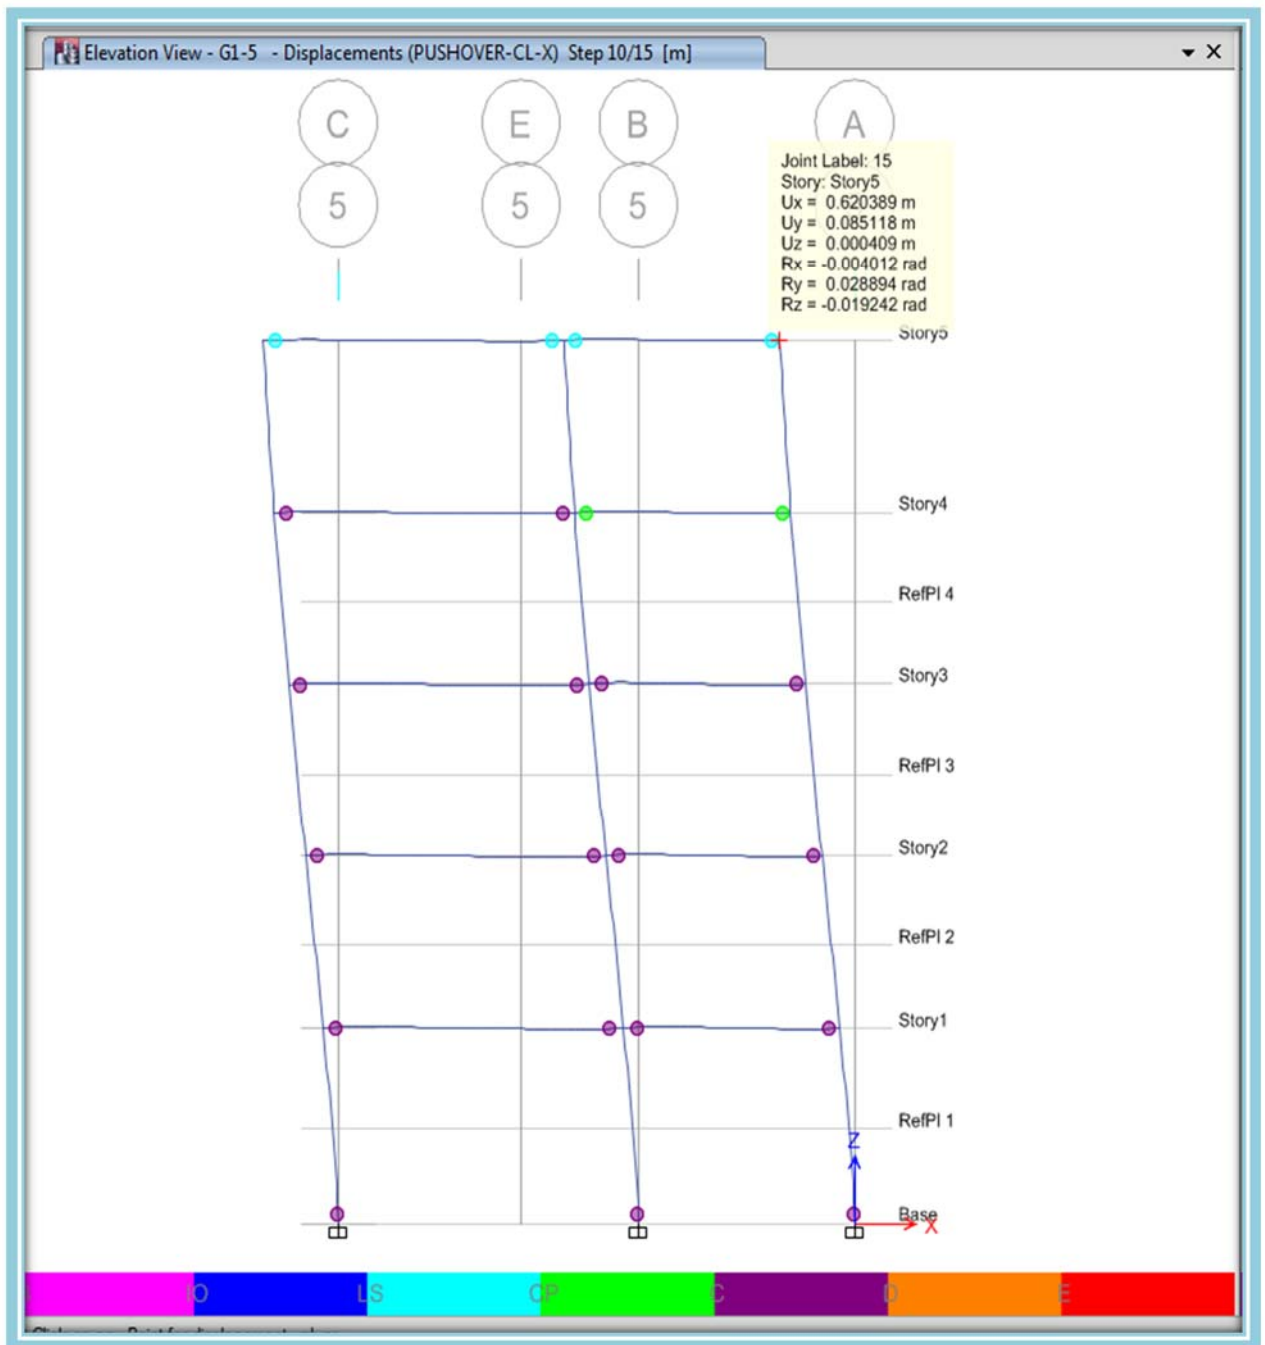 Elevation View - G1-5 - Displacements (PUSHOVER-CL-X) Step 10/15 [m]
C E B A
5 5 5
Joint Label: 15
Story: Story5
Ux = 0.620389 m
Uy = 0.085118 m
Uz = 0.000409 m
Rx = -0.004012 rad
Ry = 0.028894 rad
Rz = -0.019242 rad
Story5
Story4
RefPl 4
Story3
RefPl 3
Story2
RefPl 2
Story1
RefPl 1
Z
Base
X
IO LS CP C D E